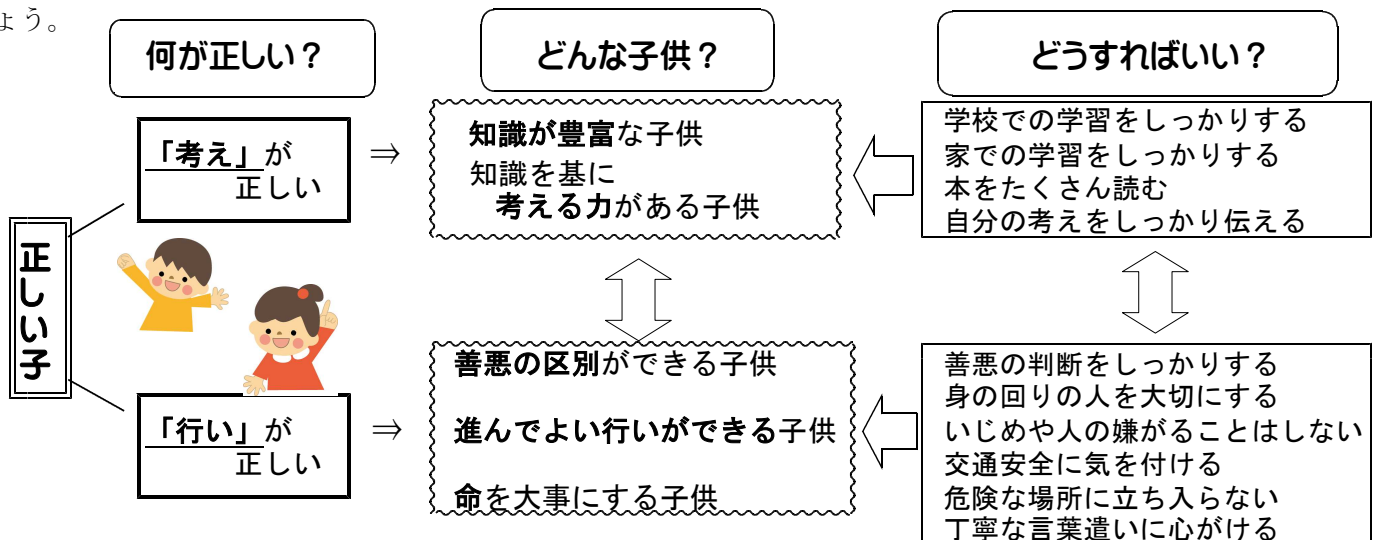 ょう。
何が正しい？
どんな子供？
どうすればいい？
正しい子
「考え」が
正しい
⇒
知識が豊富な子供
知識を基に
考える力がある子供
学校での学習をしっかりする
家での学習をしっかりする
本をたくさん読む
自分の考えをしっかり伝える
「行い」が
正しい
⇒
善悪の区別ができる子供
進んでよい行いができる子供
命を大事にする子供
善悪の判断をしっかりする
身の回りの人を大切にする
いじめや人の嫌がることはしない
交通安全に気を付ける
危険な場所に立ち入らない
丁寧な言葉遣いに心がける